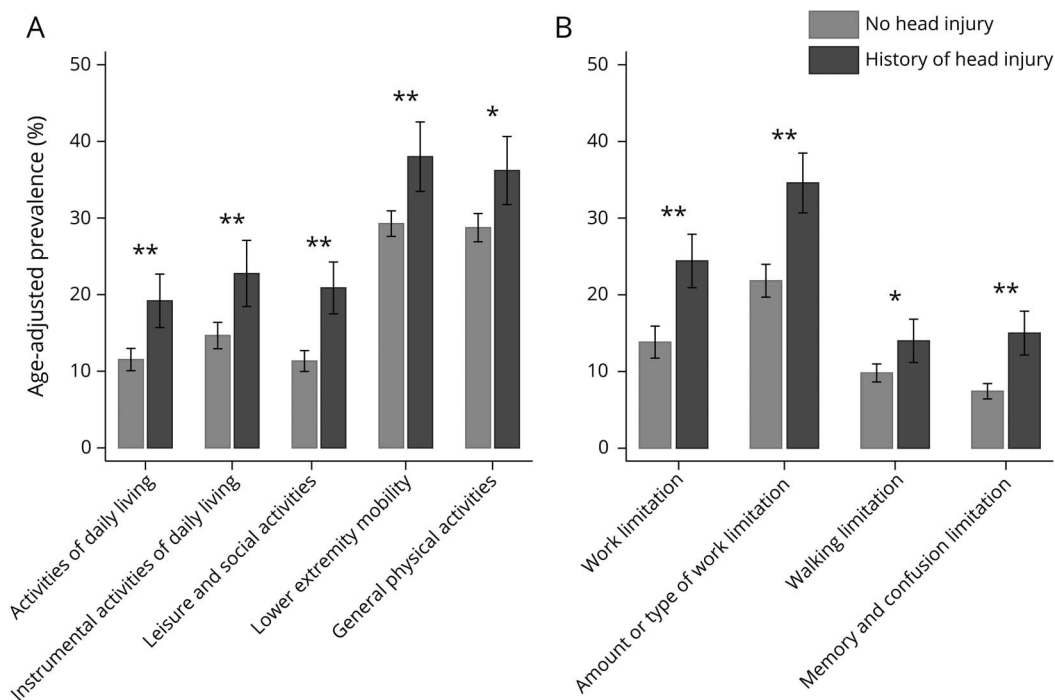 A
Age-adjusted prevalence (%)
50
40
30
20
10
0
**
**
**
**
*
Activities of daily living
Instrumental activities of daily living
Leisure and social activities
Lower extremity mobility
General physical activities
B
No head injury
History of head injury
50
40
30
20
10
0
**
**
*
**
Work limitation
Amount or type of work limitation
Walking limitation
Memory and confusion limitation